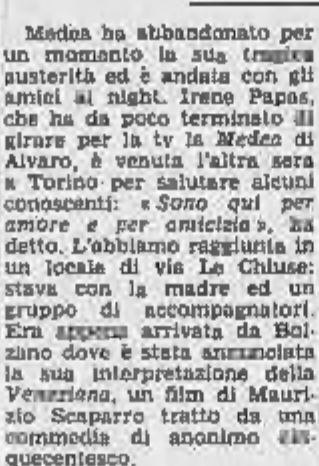 Medea ha abbandonato per
un momento la sua tragica
austerità ed è andata con gli
amici al night. Irene Papas,
che ha da poco terminato di
girare per la tv la Medea di
Alvaro, è venuta l'altra sera
a Torino per salutare alcuni
conoscenti: «Sono qui per
amore e per amicizia», ha
detto. L'abbiamo raggiunta in
un locale di via Le Chiuse:
stava con la madre ed un
gruppo di accompagnatori.
Era appena arrivata da Bol-
zano dove è stata annunciata
la sua interpretazione della
Venexiana, un film di Mauri-
zio Scaparro tratto da una
commedia di anonimo cin-
quecentesco.